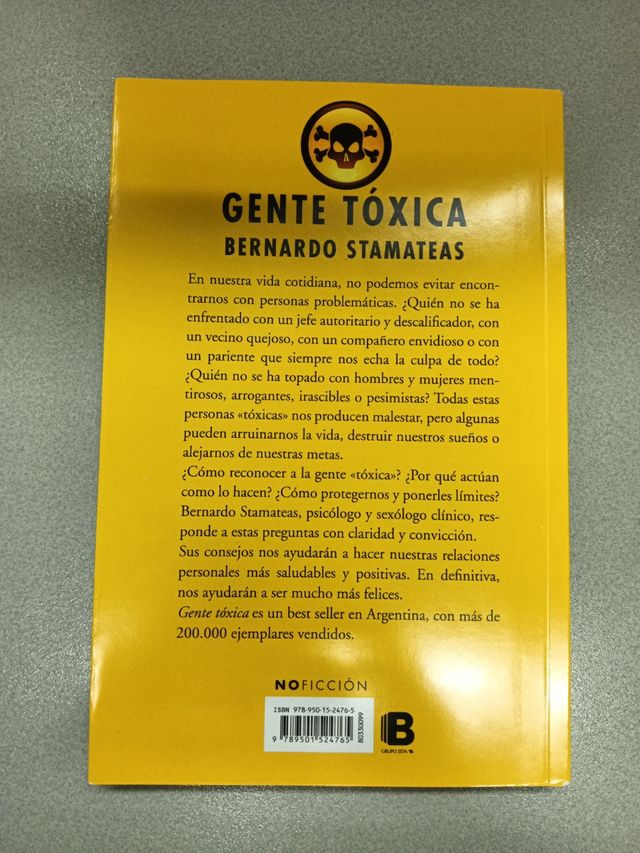 GENTE TÓXICA
BERNARDO STAMATEAS
En nuestra vida cotidiana, no podemos evitar encon-
trarnos con personas problemáticas. ¿Quién no se ha
enfrentado con un jefe autoritario y descalificador, con
un vecino quejoso, con un compañero envidioso o con
un pariente que siempre nos echa la culpa de todo?
¿Quién no se ha topado con hombres y mujeres men-
tirosos, arrogantes, irascibles o pesimistas? Todas estas
personas «tóxicas» nos producen malestar, pero algunas
pueden arruinarnos la vida, destruir nuestros sueños o
alejarnos de nuestras metas.
¿Cómo reconocer a la gente «tóxica»? ¿Por qué actúan
como lo hacen? ¿Cómo protegernos y ponerles límites?
Bernardo Stamateas, psicólogo y sexólogo clínico, res-
ponde a estas preguntas con claridad y convicción.
Sus consejos nos ayudarán a hacer nuestras relaciones
personales más saludables y positivas. En definitiva,
nos ayudarán a ser mucho más felices.
Gente tóxica es un best seller en Argentina, con más de
200.000 ejemplares vendidos.
NOFICCIÓN
ISBN 978-950-15-2476-5
9 789501 524765
80330099
B
GRUPO ZETA